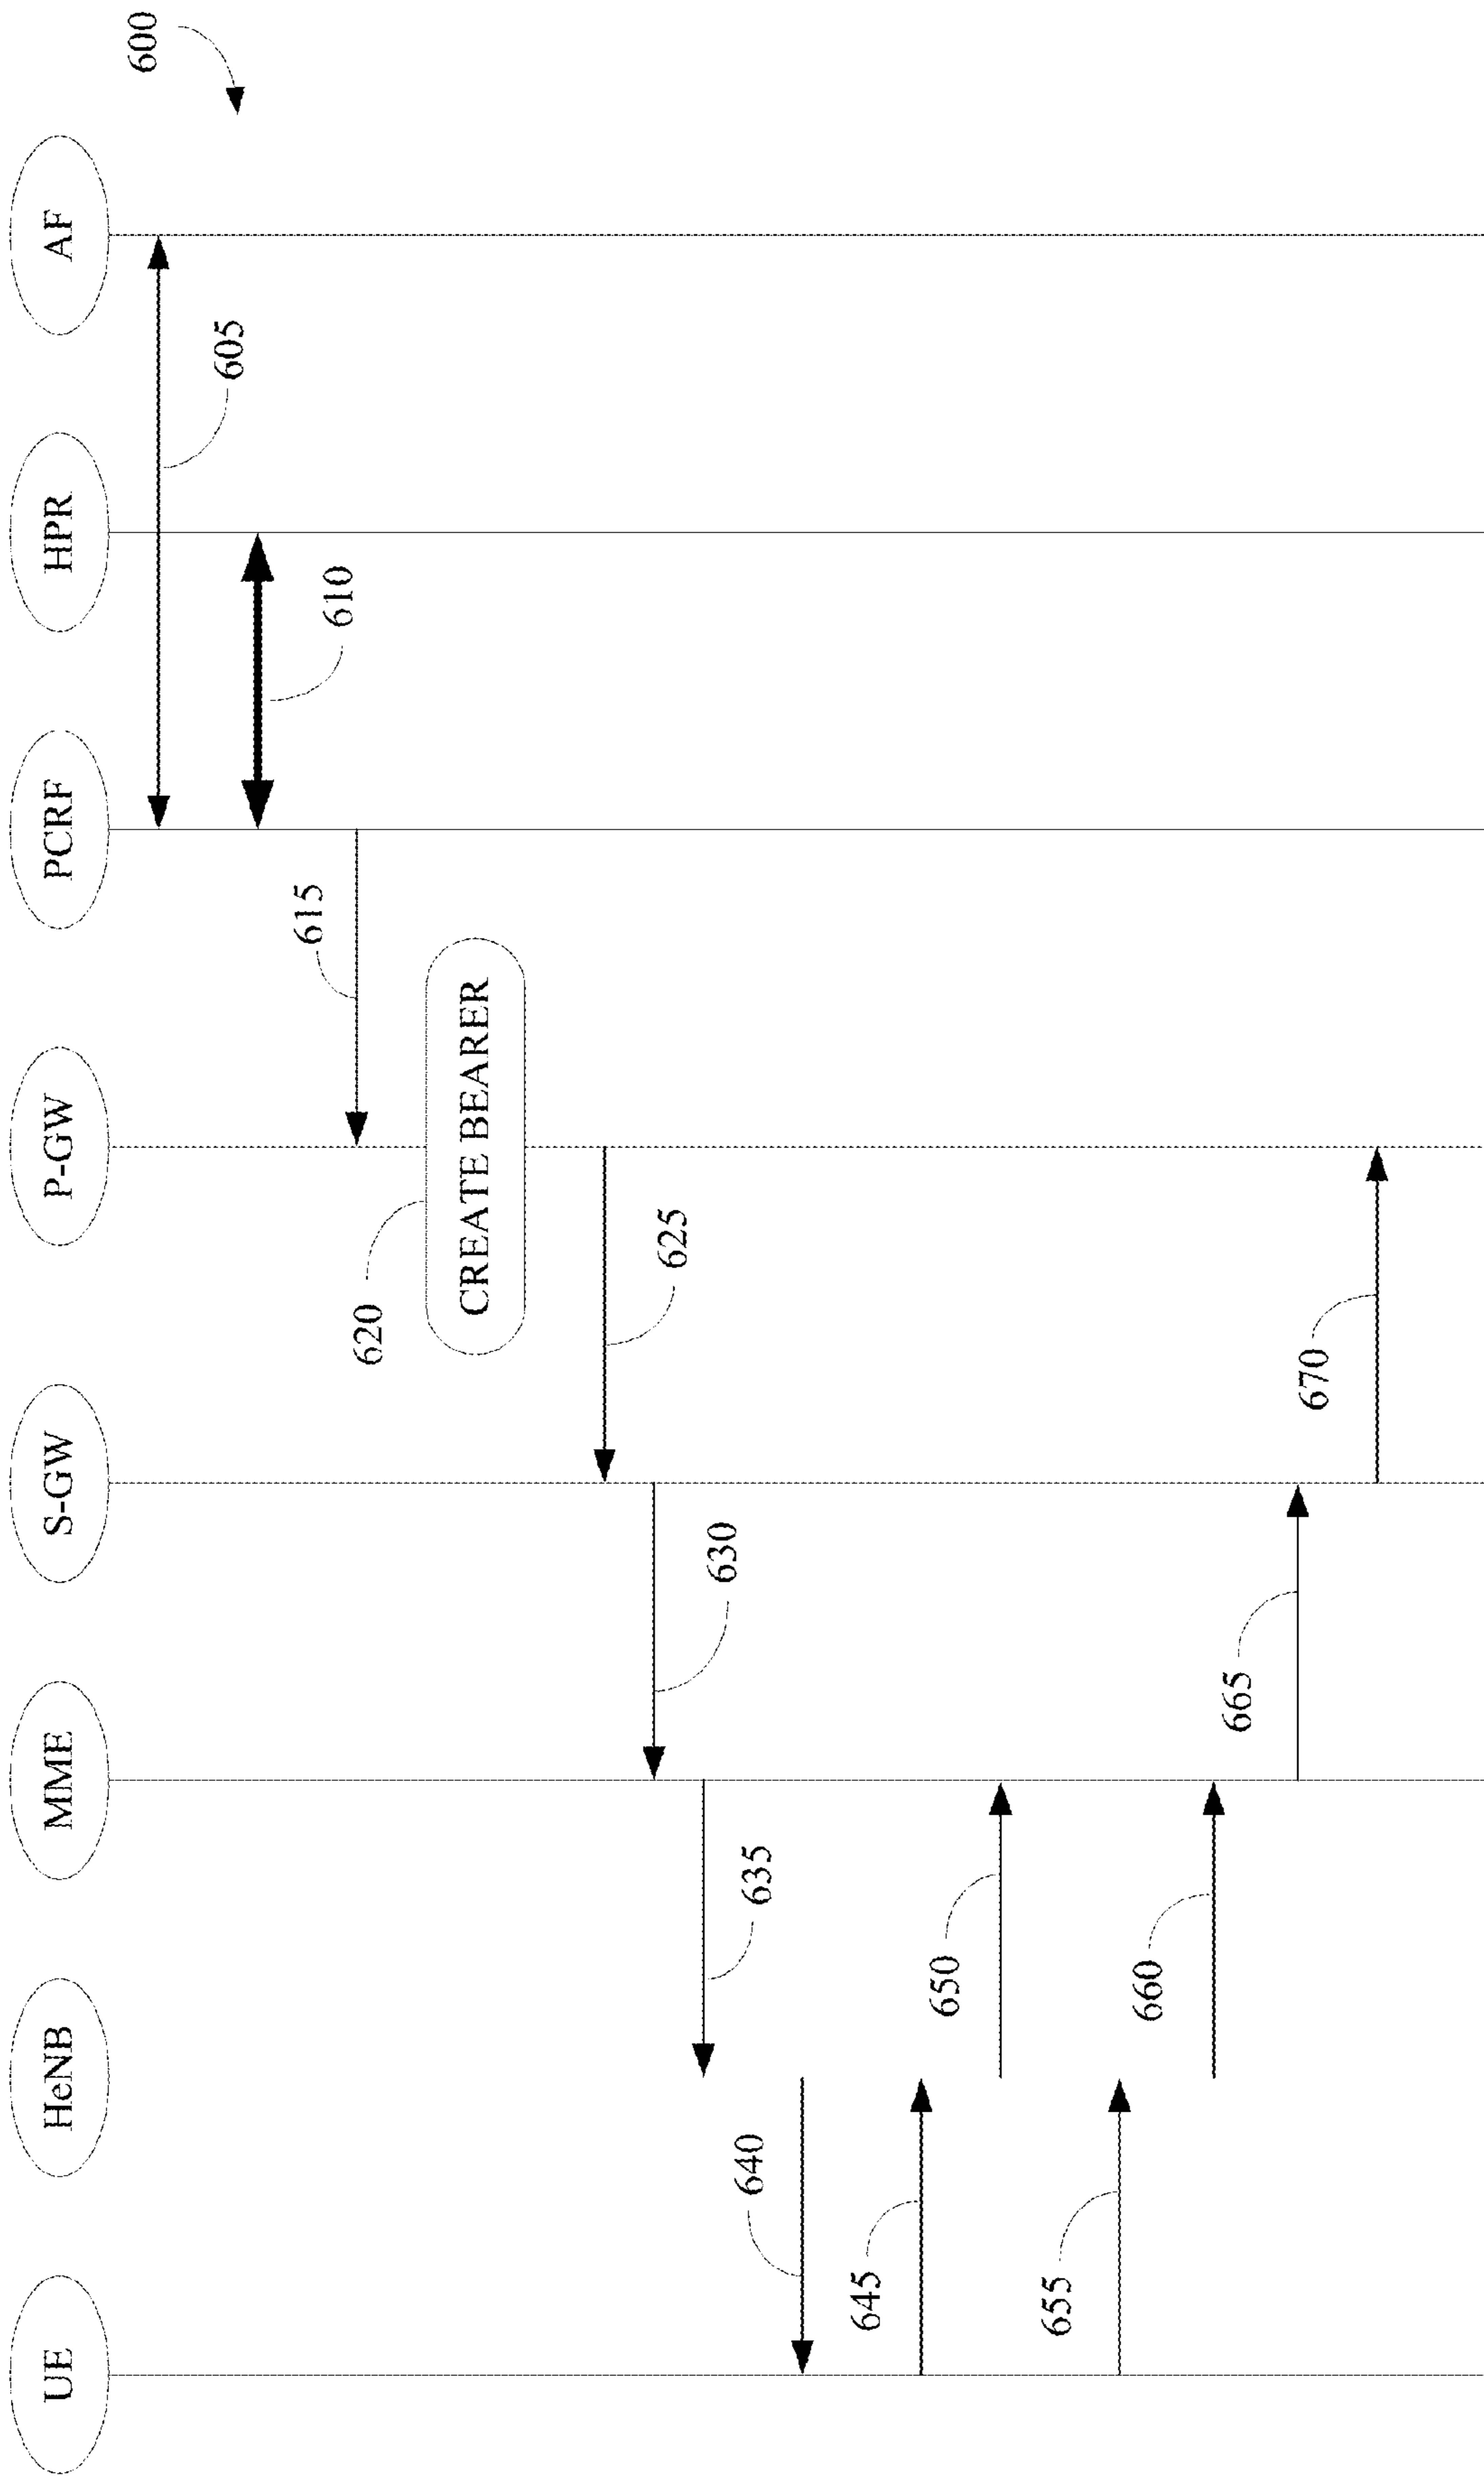 UE
HeNB
MME
S-GW
P-GW
PCRF
HPR
AF
600
605
610
615
620
CREATE BEARER
625
630
635
640
645
650
655
660
665
670